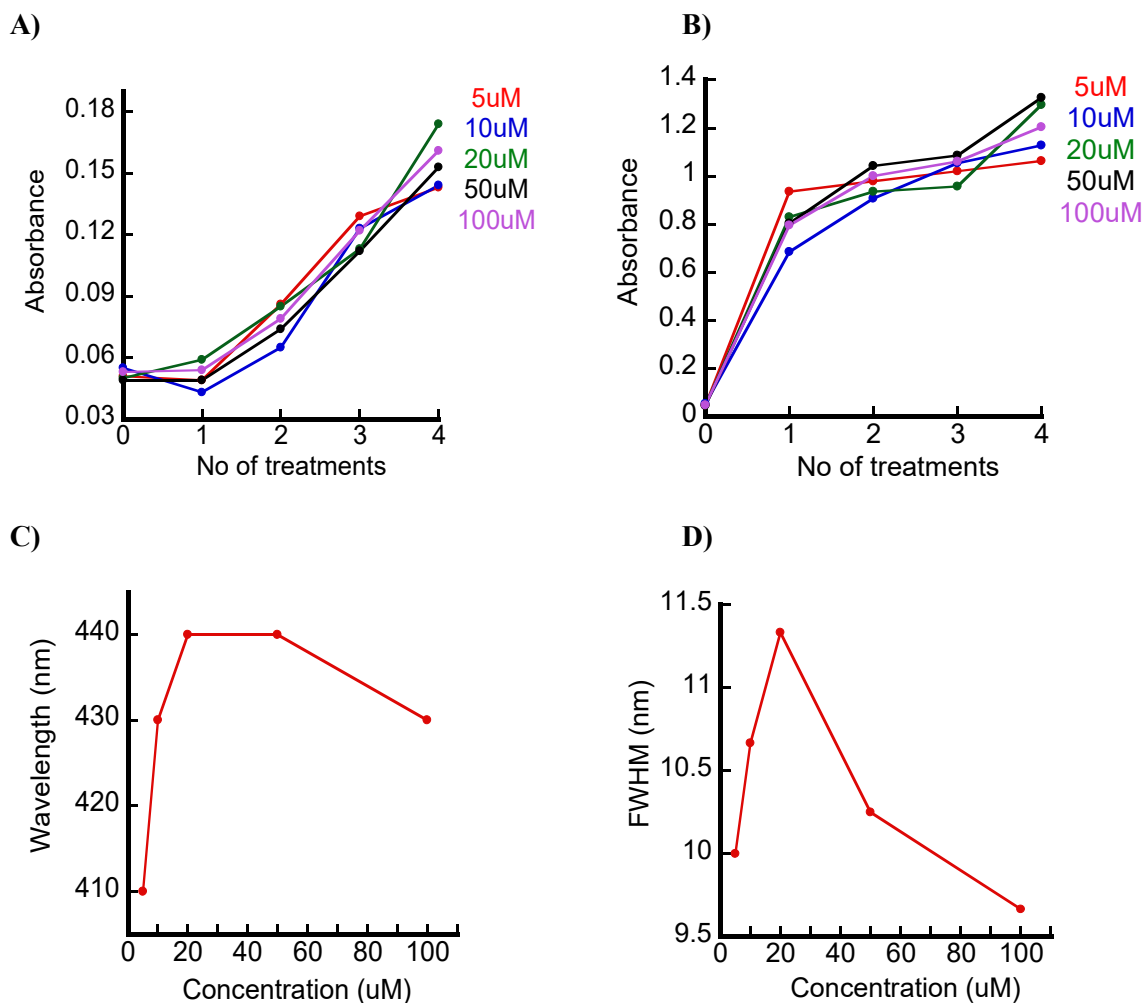 A)
0.18
0.15
0.12
0.09
0.06
0.03
Absorbance
0 1 2 3 4
No of treatments
5uM
10uM
20uM
50uM
100uM
B)
1.4
1.2
1
0.8
0.6
0.4
0.2
0
Absorbance
0 1 2 3 4
No of treatments
5uM
10uM
20uM
50uM
100uM
C)
440
430
420
410
Wavelength (nm)
0 20 40 60 80 100
Concentration (uM)
D)
11.5
11
10.5
10
9.5
FWHM (nm)
0 20 40 60 80 100
Concentration (uM)